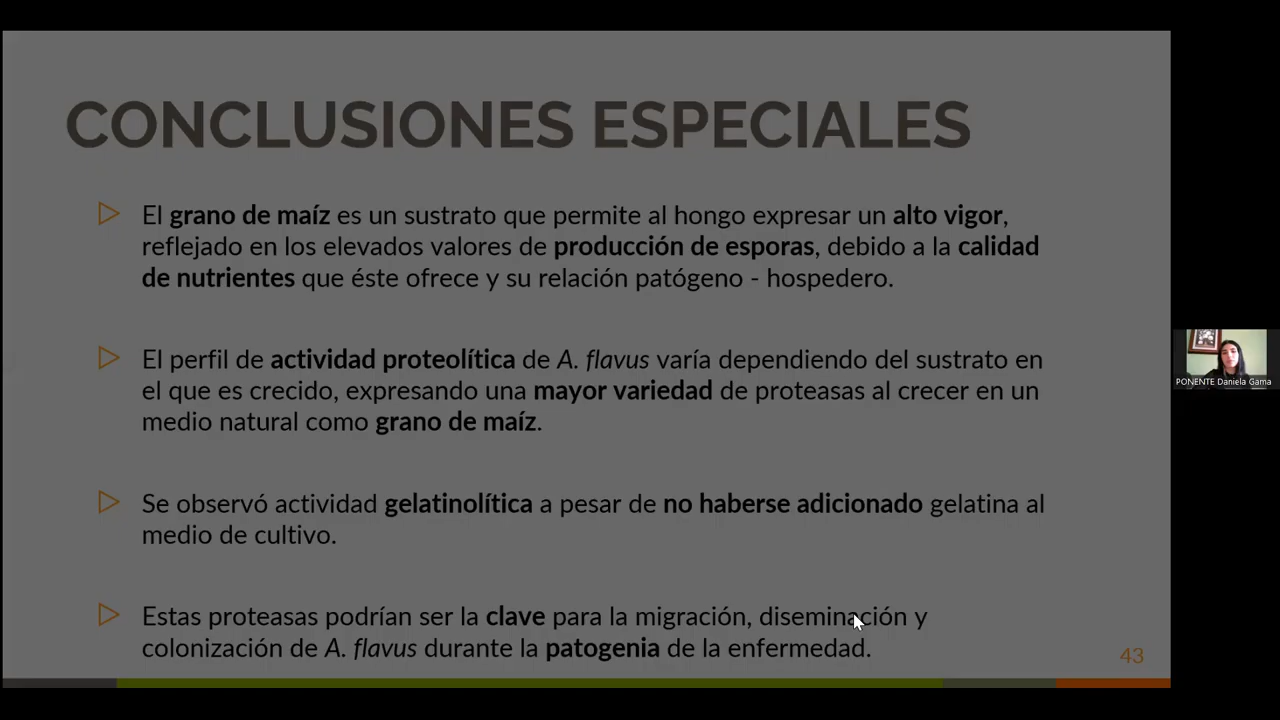 CONCLUSIONES ESPECIALES
El grano de maíz es un sustrato que permite al hongo expresar un alto vigor,
reflejado en los elevados valores de producción de esporas, debido a la calidad
de nutrientes que éste ofrece y su relación patógeno - hospedero.
El perfil de actividad proteolítica de A. flavus varía dependiendo del sustrato en
el que es crecido, expresando una mayor variedad de proteasas al crecer en un
medio natural como grano de maíz.
Se observó actividad gelatinolítica a pesar de no haberse adicionado gelatina al
medio de cultivo.
Estas proteasas podrían ser la clave para la migración, diseminación y
colonización de A. flavus durante la patogenia de la enfermedad.
43
PONENTE Daniela Gama